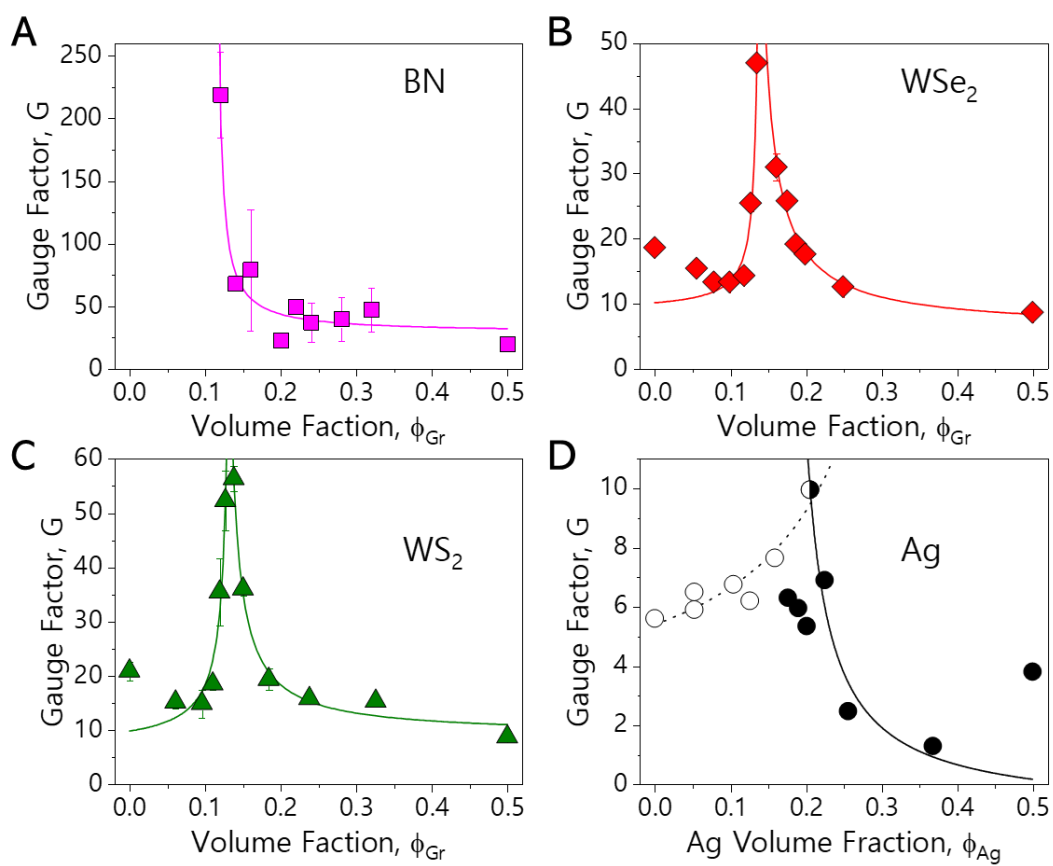 A
BN
250
200
150
100
50
0
Gauge Factor, G
0.0 0.1 0.2 0.3 0.4 0.5
Volume Faction, ϕGr
B
WSe2
50
40
30
20
10
0
Gauge Factor, G
0.0 0.1 0.2 0.3 0.4 0.5
Volume Faction, ϕGr
C
WS2
60
50
40
30
20
10
0
Gauge Factor, G
0.0 0.1 0.2 0.3 0.4 0.5
Volume Faction, ϕGr
D
Ag
10
8
6
4
2
0
Gauge Factor, G
0.0 0.1 0.2 0.3 0.4 0.5
Ag Volume Fraction, ϕAg